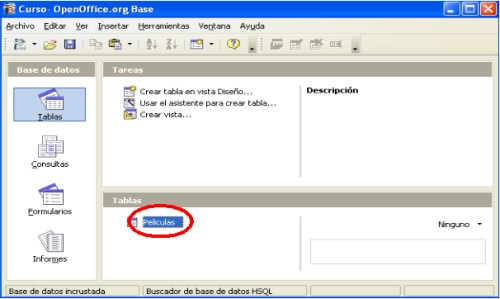 Curso- OpenOffice.org Base
Archivo Editar Ver Insertar Herramientas Ventana Ayuda
Base de datos
Tablas
Consultas
Formularios
Informes
Tareas
Crear tabla en vista Diseño...
Usar el asistente para crear tabla...
Crear vista...
Descripción
Tablas
Peliculas
Ninguno
Base de datos incrustada
Buscador de base de datos HSQL